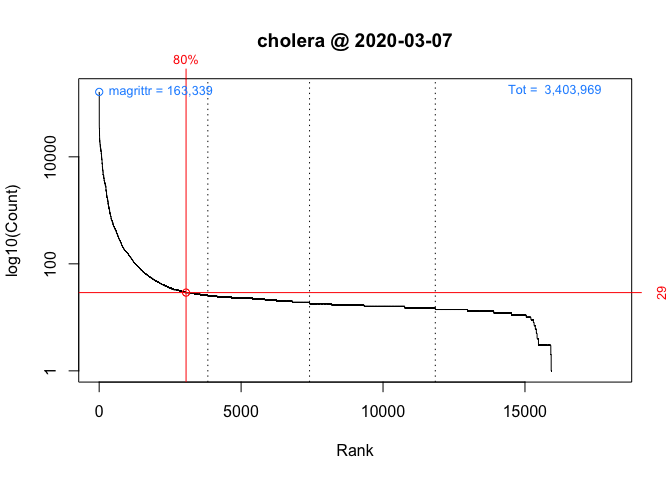 cholera @ 2020-03-07
80%
magrittr = 163,339
Tot =  3,403,969
log10(Count)
10000
100
1
29
0 5000 10000 15000
Rank